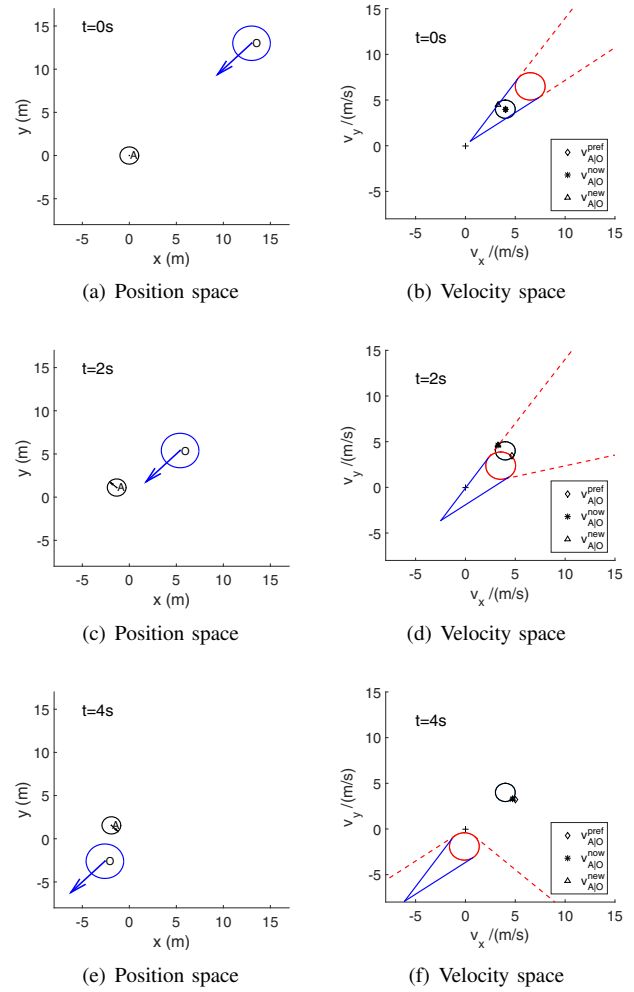 t=0s
15
10
5
0
-5
y (m)
O
A
-5 0 5 10 15
x (m)
(a) Position space
t=0s
15
10
5
0
-5
v_y /(m/s)
v^pref_A|O
v^now_A|O
v^new_A|O
-5 0 5 10 15
v_x /(m/s)
(b) Velocity space
t=2s
15
10
5
0
-5
y (m)
O
A
-5 0 5 10 15
x (m)
(c) Position space
t=2s
15
10
5
0
-5
v_y /(m/s)
v^pref_A|O
v^now_A|O
v^new_A|O
-5 0 5 10 15
v_x /(m/s)
(d) Velocity space
t=4s
15
10
5
0
-5
y (m)
A
O
-5 0 5 10 15
x (m)
(e) Position space
t=4s
15
10
5
0
-5
v_y /(m/s)
v^pref_A|O
v^now_A|O
v^new_A|O
-5 0 5 10 15
v_x /(m/s)
(f) Velocity space